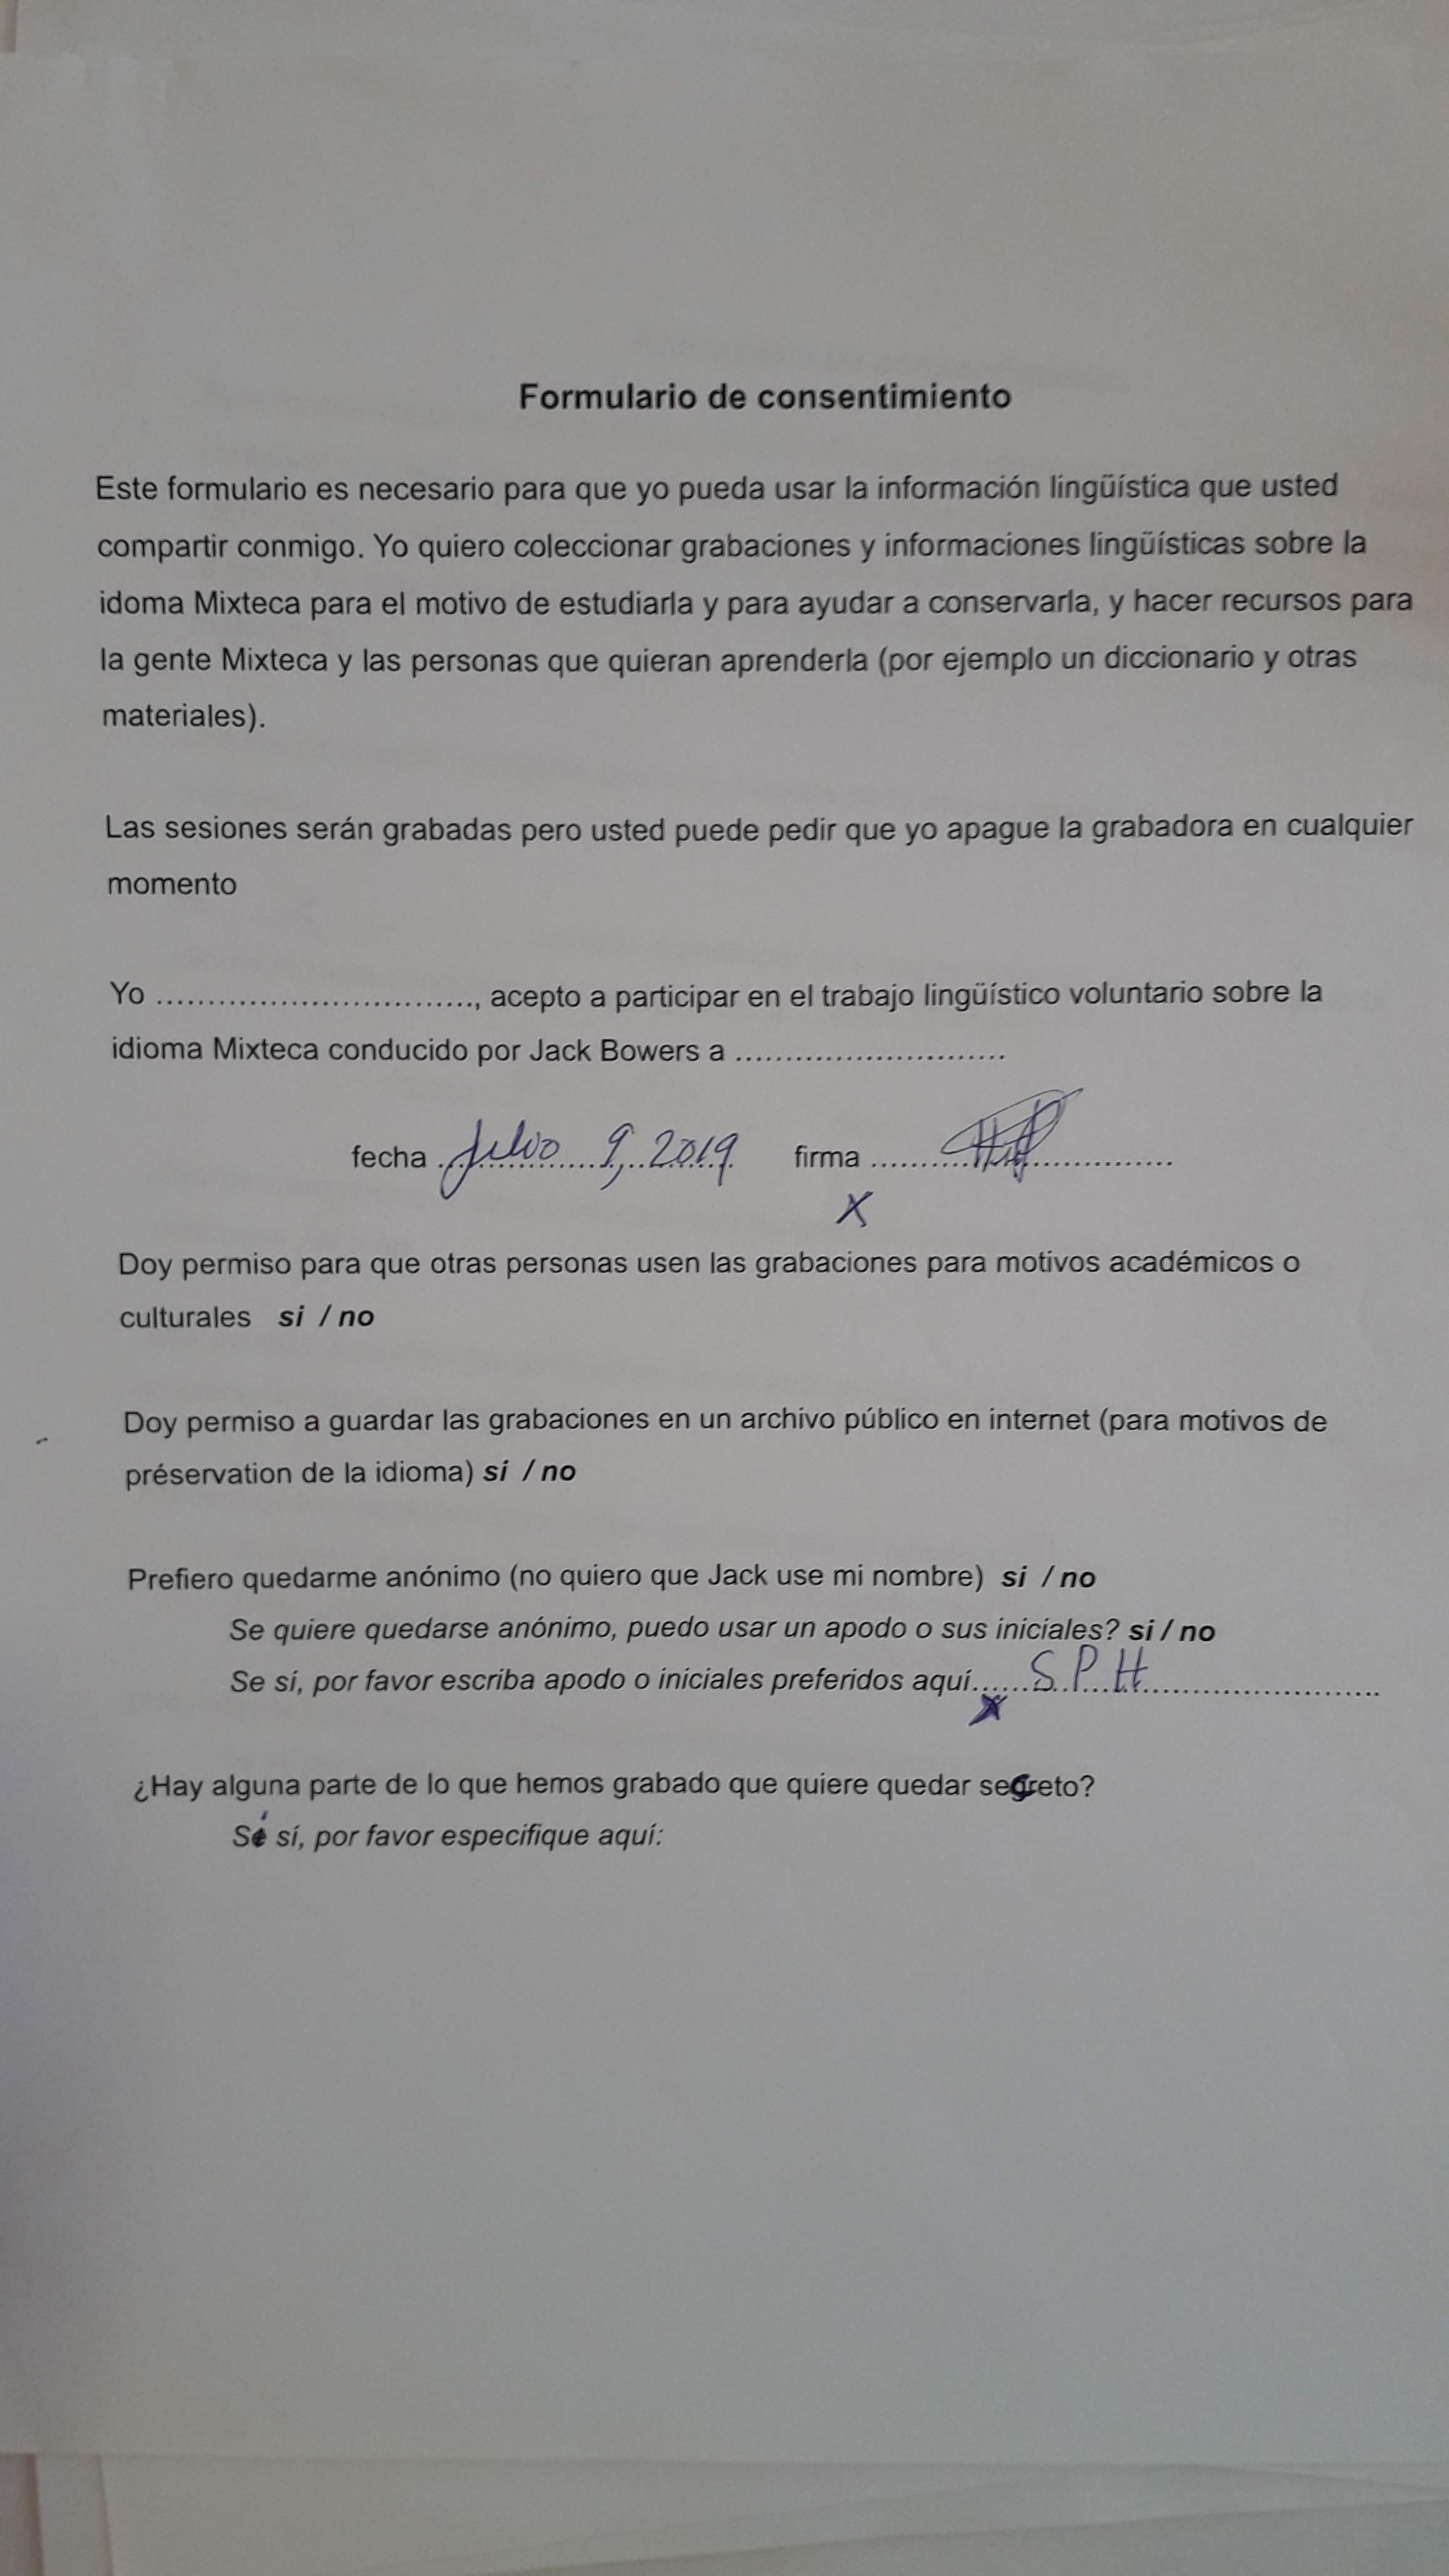 Formulario de consentimiento
Este formulario es necesario para que yo pueda usar la información lingüística que usted
compartir conmigo. Yo quiero coleccionar grabaciones y informaciones lingüísticas sobre la
idoma Mixteca para el motivo de estudiarla y para ayudar a conservarla, y hacer recursos para
la gente Mixteca y las personas que quieran aprenderla (por ejemplo un diccionario y otras
materiales).
Las sesiones serán grabadas pero usted puede pedir que yo apague la grabadora en cualquier
momento
Yo ................................, acepto a participar en el trabajo lingüístico voluntario sobre la
idioma Mixteca conducido por Jack Bowers a ...........................
fecha Julio 9, 2019 firma ..............................
X
Doy permiso para que otras personas usen las grabaciones para motivos académicos o
culturales si / no
Doy permiso a guardar las grabaciones en un archivo público en internet (para motivos de
préservation de la idioma) si / no
Prefiero quedarme anónimo (no quiero que Jack use mi nombre) si / no
Se quiere quedarse anónimo, puedo usar un apodo o sus iniciales? si / no
Se sí, por favor escriba apodo o iniciales preferidos aquí...... S.P.H..........................
X
¿Hay alguna parte de lo que hemos grabado que quiere quedar secreto?
Sí sí, por favor especifique aquí: